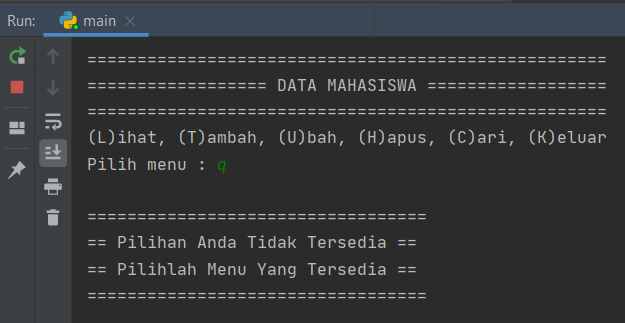 Run: main ×
====================================================
================== DATA MAHASISWA ==================
====================================================
(L)ihat, (T)ambah, (U)bah, (H)apus, (C)ari, (K)eluar
Pilih menu : q
==================================
== Pilihan Anda Tidak Tersedia ==
== Pilihlah Menu Yang Tersedia ==
==================================